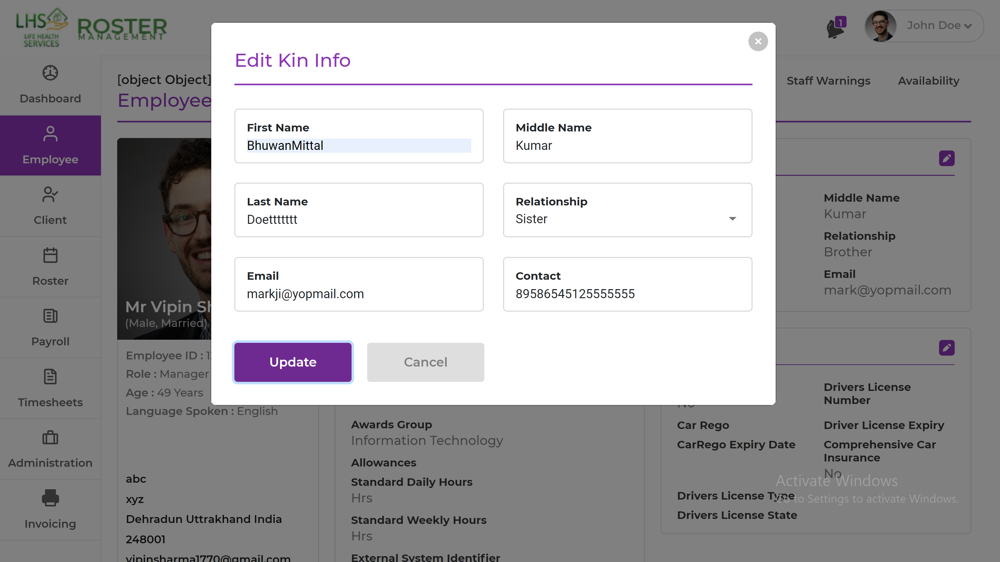 LHS
LIFE HEALTH
SERVICES
ROSTER
MANAGEMENT
1
John Doe
Dashboard
Employee
Client
Roster
Payroll
Timesheets
Administration
Invoicing
[object Object]
Employee
Staff Warnings
Availability
Edit Kin Info
First Name
BhuwanMittal
Middle Name
Kumar
Last Name
Doettttttt
Relationship
Sister
Email
markji@yopmail.com
Contact
89586545125555555
Update
Cancel
Mr Vipin Sh
(Male, Married)
Employee ID : 1
Role : Manager
Age : 49 Years
Language Spoken : English
abc
xyz
Dehradun Uttrakhand India
248001
vipinsharma1770@gmail.com
Awards Group
Information Technology
Allowances
Standard Daily Hours
Hrs
Standard Weekly Hours
Hrs
External System Identifier
Middle Name
Kumar
Relationship
Brother
Email
mark@yopmail.com
No
Drivers License
Number
Car Rego
Driver License Expiry
CarRego Expiry Date
Comprehensive Car
Insurance
No
Drivers License Type
Drivers License State
Activate Windows
Go to Settings to activate Windows.